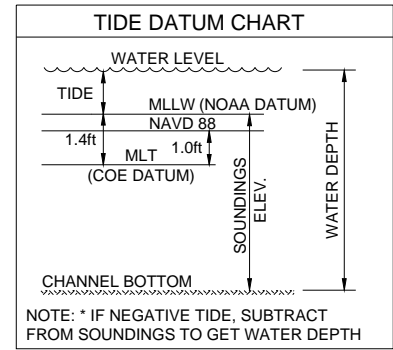 TIDE DATUM CHART
WATER LEVEL
TIDE
MLLW (NOAA DATUM)
NAVD 88
1.4ft
1.0ft
MLT
(COE DATUM)
SOUNDINGS
ELEV.
WATER DEPTH
CHANNEL BOTTOM
NOTE: * IF NEGATIVE TIDE, SUBTRACT
FROM SOUNDINGS TO GET WATER DEPTH